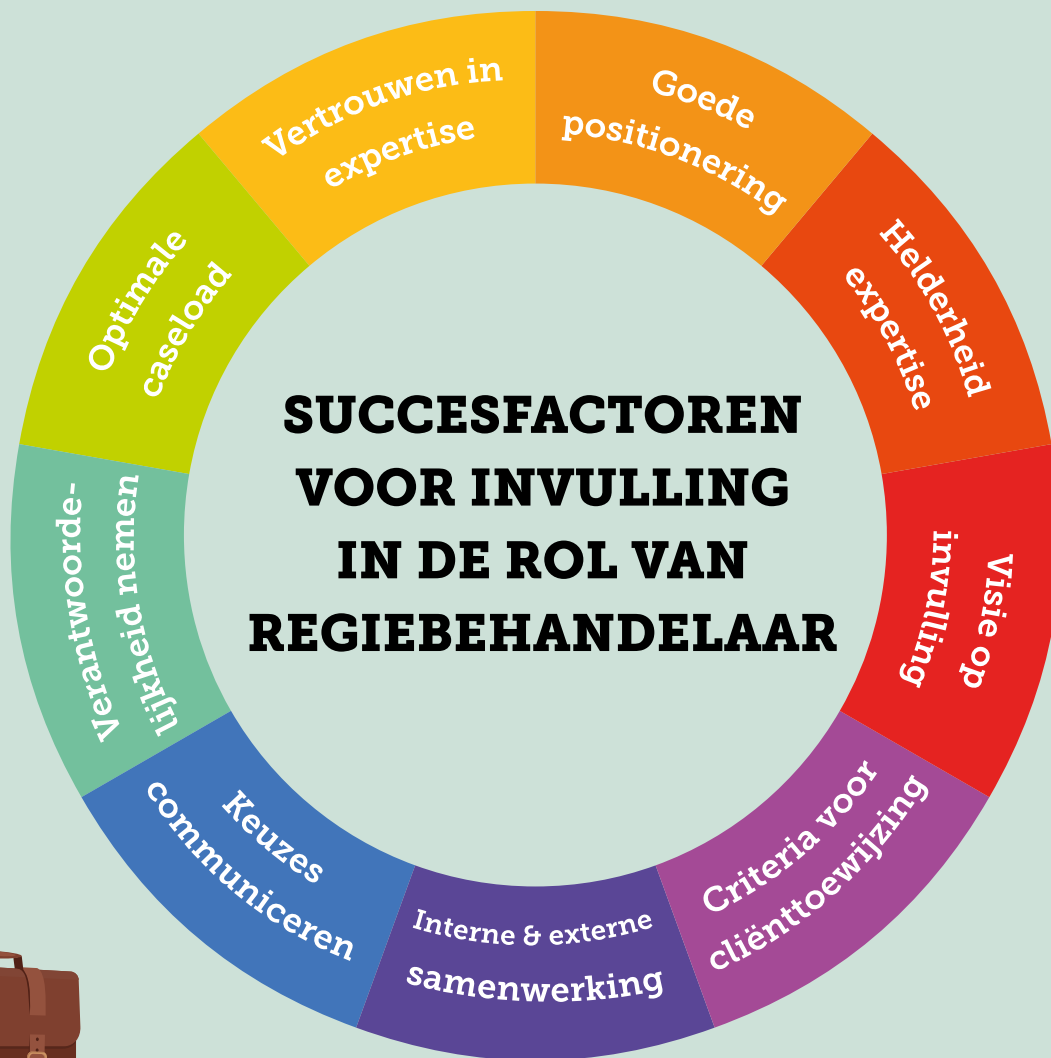 SUCCESFACTOREN
VOOR INVULLING
IN DE ROL VAN
REGIEBEHANDELAAR
Goede
positionering
Helderheid
expertise
Visie op
invulling
Criteria voor
cliënttoewijzing
Interne & externe
samenwerking
Keuzes
communiceren
Verantwoorde-
lijkheid nemen
Optimale
caseload
Vertrouwen in
expertise